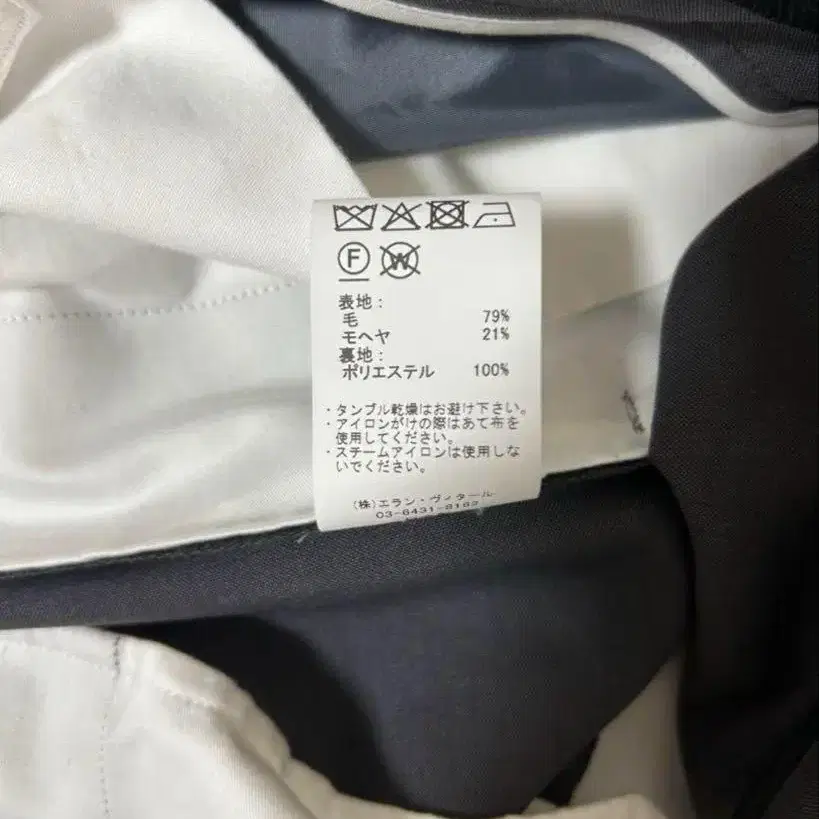 F W
表地：
毛 79%
モヘヤ 21%
裏地：
ポリエステル 100%
・タンブル乾燥はお避け下さい。
・アイロンがけの際はあて布を
使用してください。
・スチームアイロンは使用しな
いでください。
(株)エラン・ヴィタール
03-6431-8182